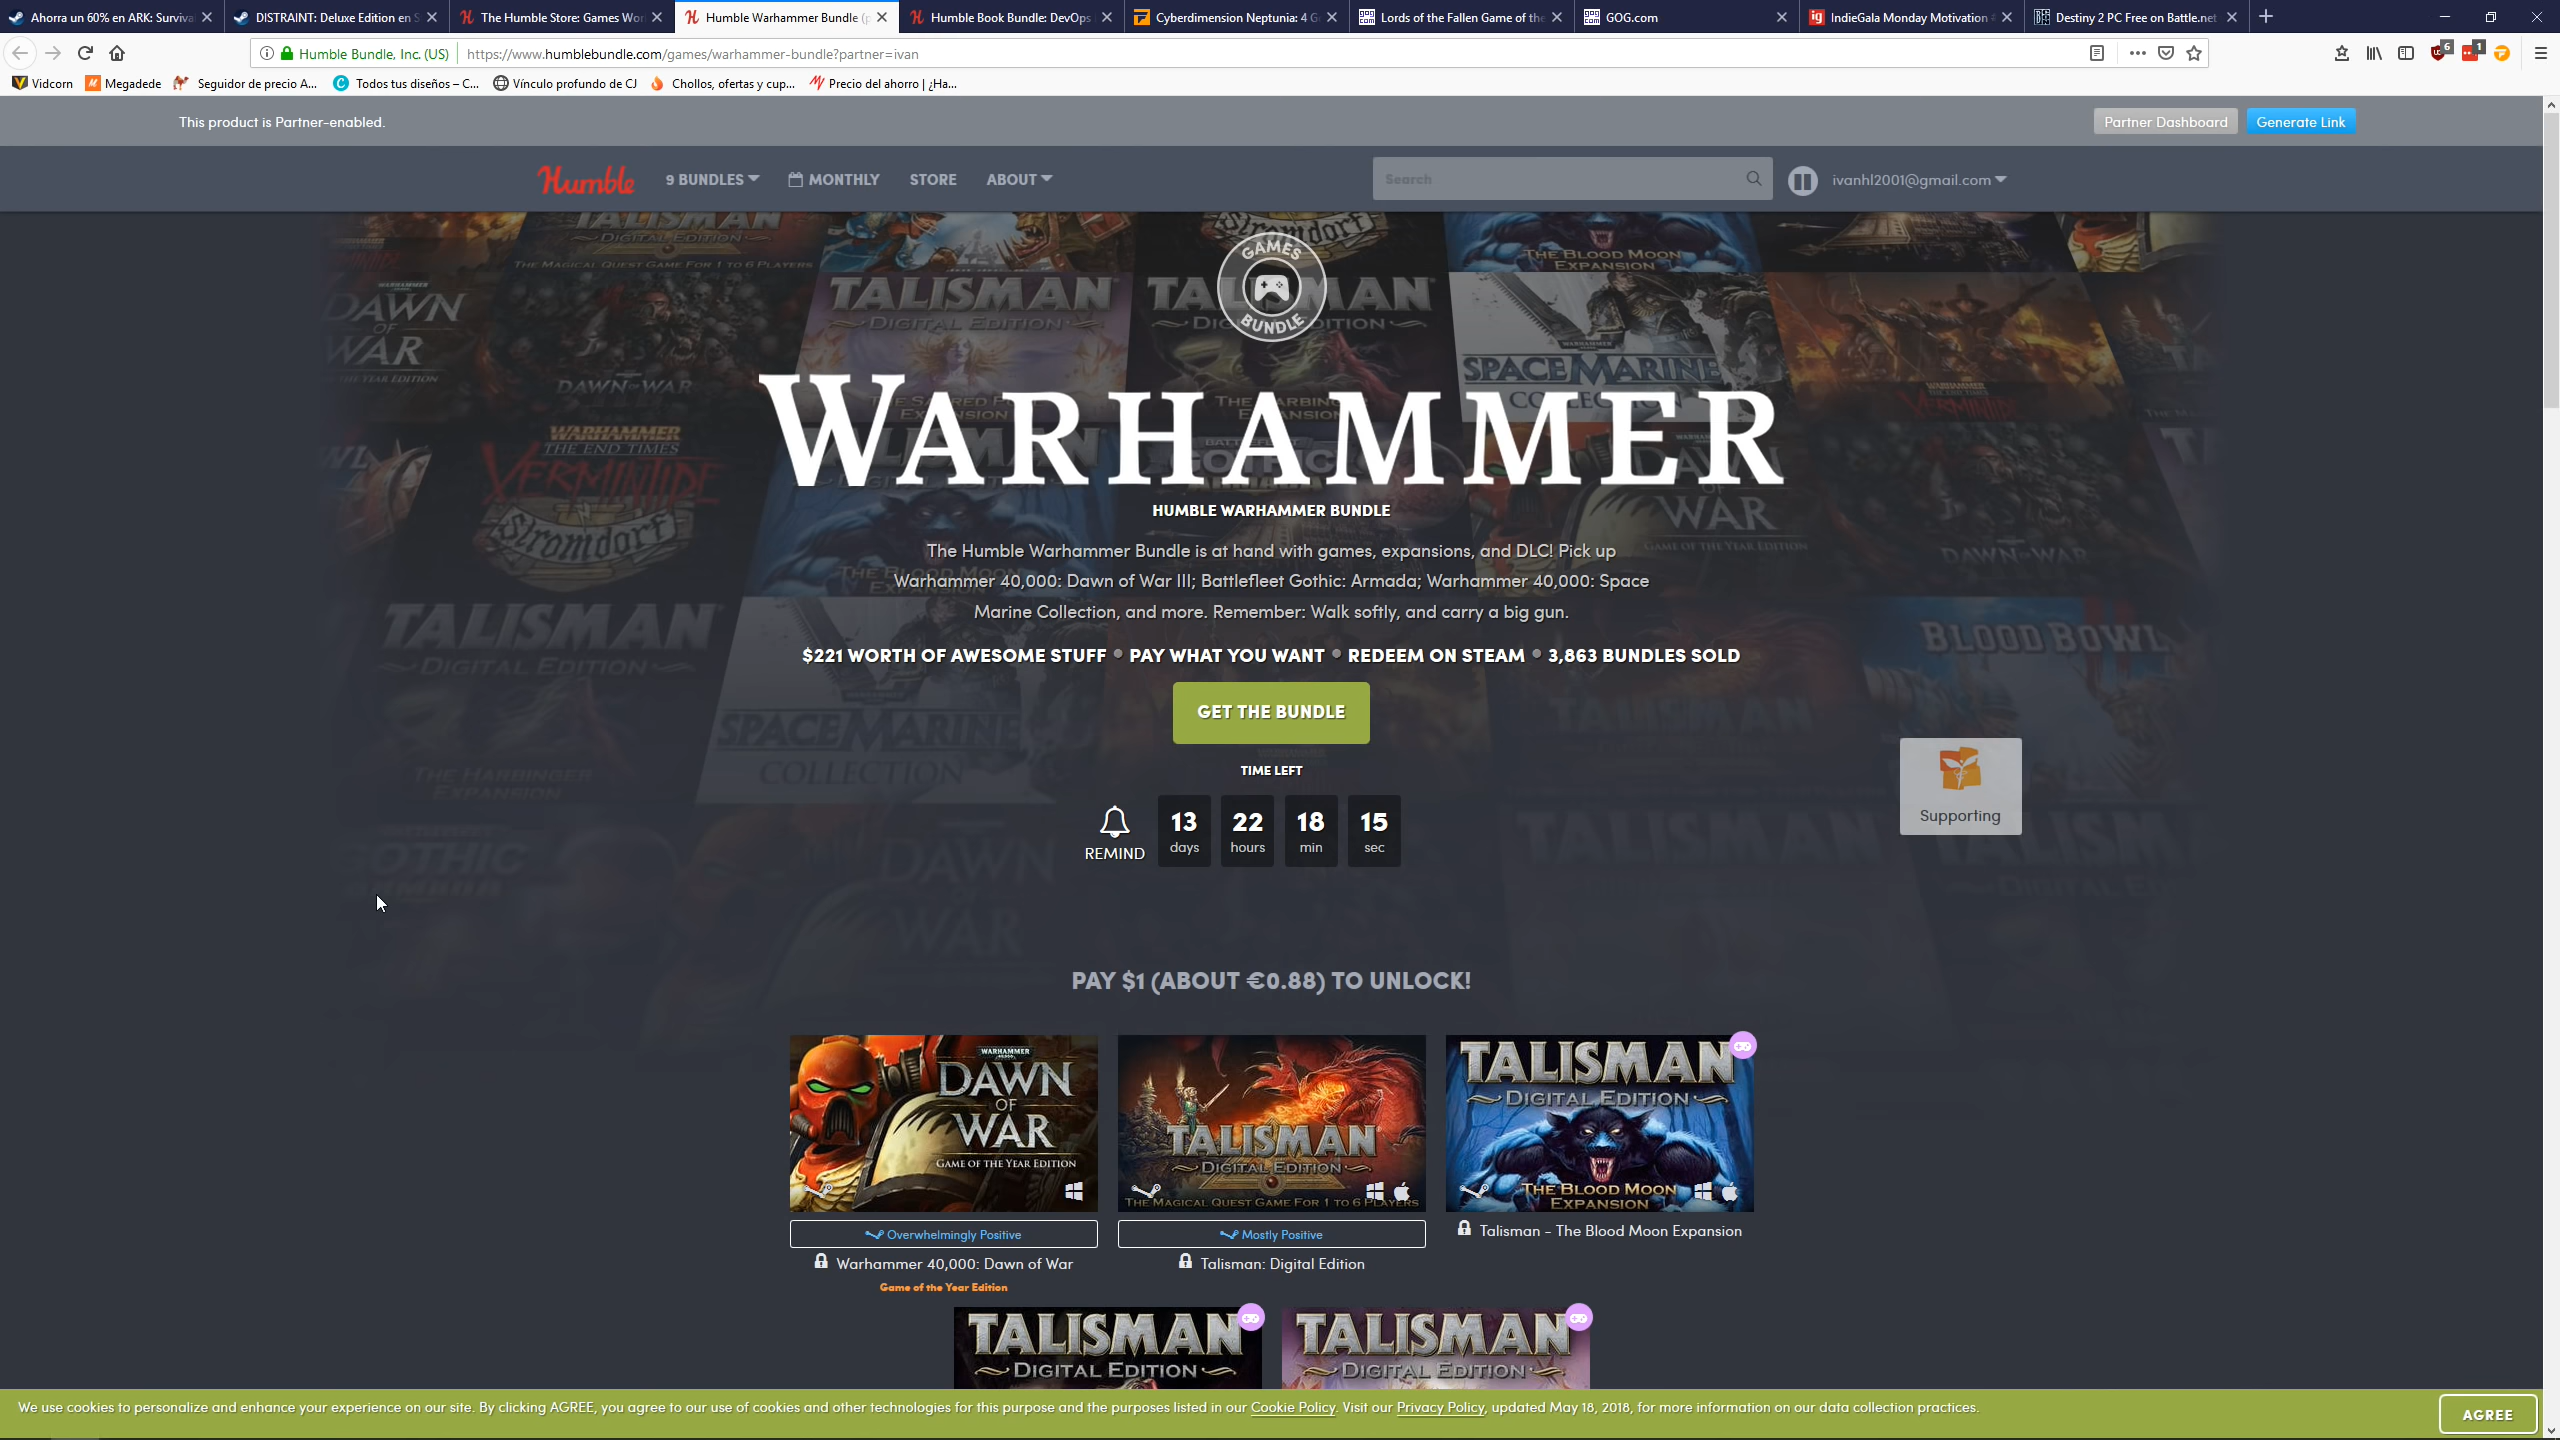 Ahorra un 60% en ARK: Surviva
DISTRAINT: Deluxe Edition en S
The Humble Store: Games Wor
Humble Warhammer Bundle (p
Humble Book Bundle: DevOps
Cyberdimension Neptunia: 4 G
Lords of the Fallen Game of the
GOG.com
IndieGala Monday Motivation
Destiny 2 PC Free on Battle.net
Humble Bundle, Inc. (US)
https://www.humblebundle.com/games/warhammer-bundle?partner=ivan
6
1
Vidcorn
Megadede
Seguidor de precio A...
Todos tus diseños – C...
Vínculo profundo de CJ
Chollos, ofertas y cup...
Precio del ahorro | ¿Ha...
This product is Partner-enabled.
Partner Dashboard
Generate Link
Humble
9 BUNDLES
MONTHLY
STORE
ABOUT
Search
ivanhl2001@gmail.com
GAMES
BUNDLE
WARHAMMER
HUMBLE WARHAMMER BUNDLE
The Humble Warhammer Bundle is at hand with games, expansions, and DLC! Pick up
Warhammer 40,000: Dawn of War III; Battlefleet Gothic: Armada; Warhammer 40,000: Space
Marine Collection, and more. Remember: Walk softly, and carry a big gun.
$221 WORTH OF AWESOME STUFF • PAY WHAT YOU WANT • REDEEM ON STEAM • 3,863 BUNDLES SOLD
GET THE BUNDLE
TIME LEFT
REMIND
13 days
22 hours
18 min
15 sec
Supporting
PAY $1 (ABOUT €0.88) TO UNLOCK!
WARHAMMER
DAWN
OF
WAR
GAME OF THE YEAR EDITION
TALISMAN
DIGITAL EDITION
THE MAGICAL QUEST GAME FOR 1 TO 6 PLAYERS
TALISMAN
DIGITAL EDITION
THE BLOOD MOON
EXPANSION
Overwhelmingly Positive
Warhammer 40,000: Dawn of War
Game of the Year Edition
Mostly Positive
Talisman: Digital Edition
Talisman - The Blood Moon Expansion
TALISMAN
DIGITAL EDITION
TALISMAN
DIGITAL EDITION
We use cookies to personalize and enhance your experience on our site. By clicking AGREE, you agree to our use of cookies and other technologies for this purpose and the purposes listed in our Cookie Policy. Visit our Privacy Policy, updated May 18, 2018, for more information on our data collection practices.
AGREE